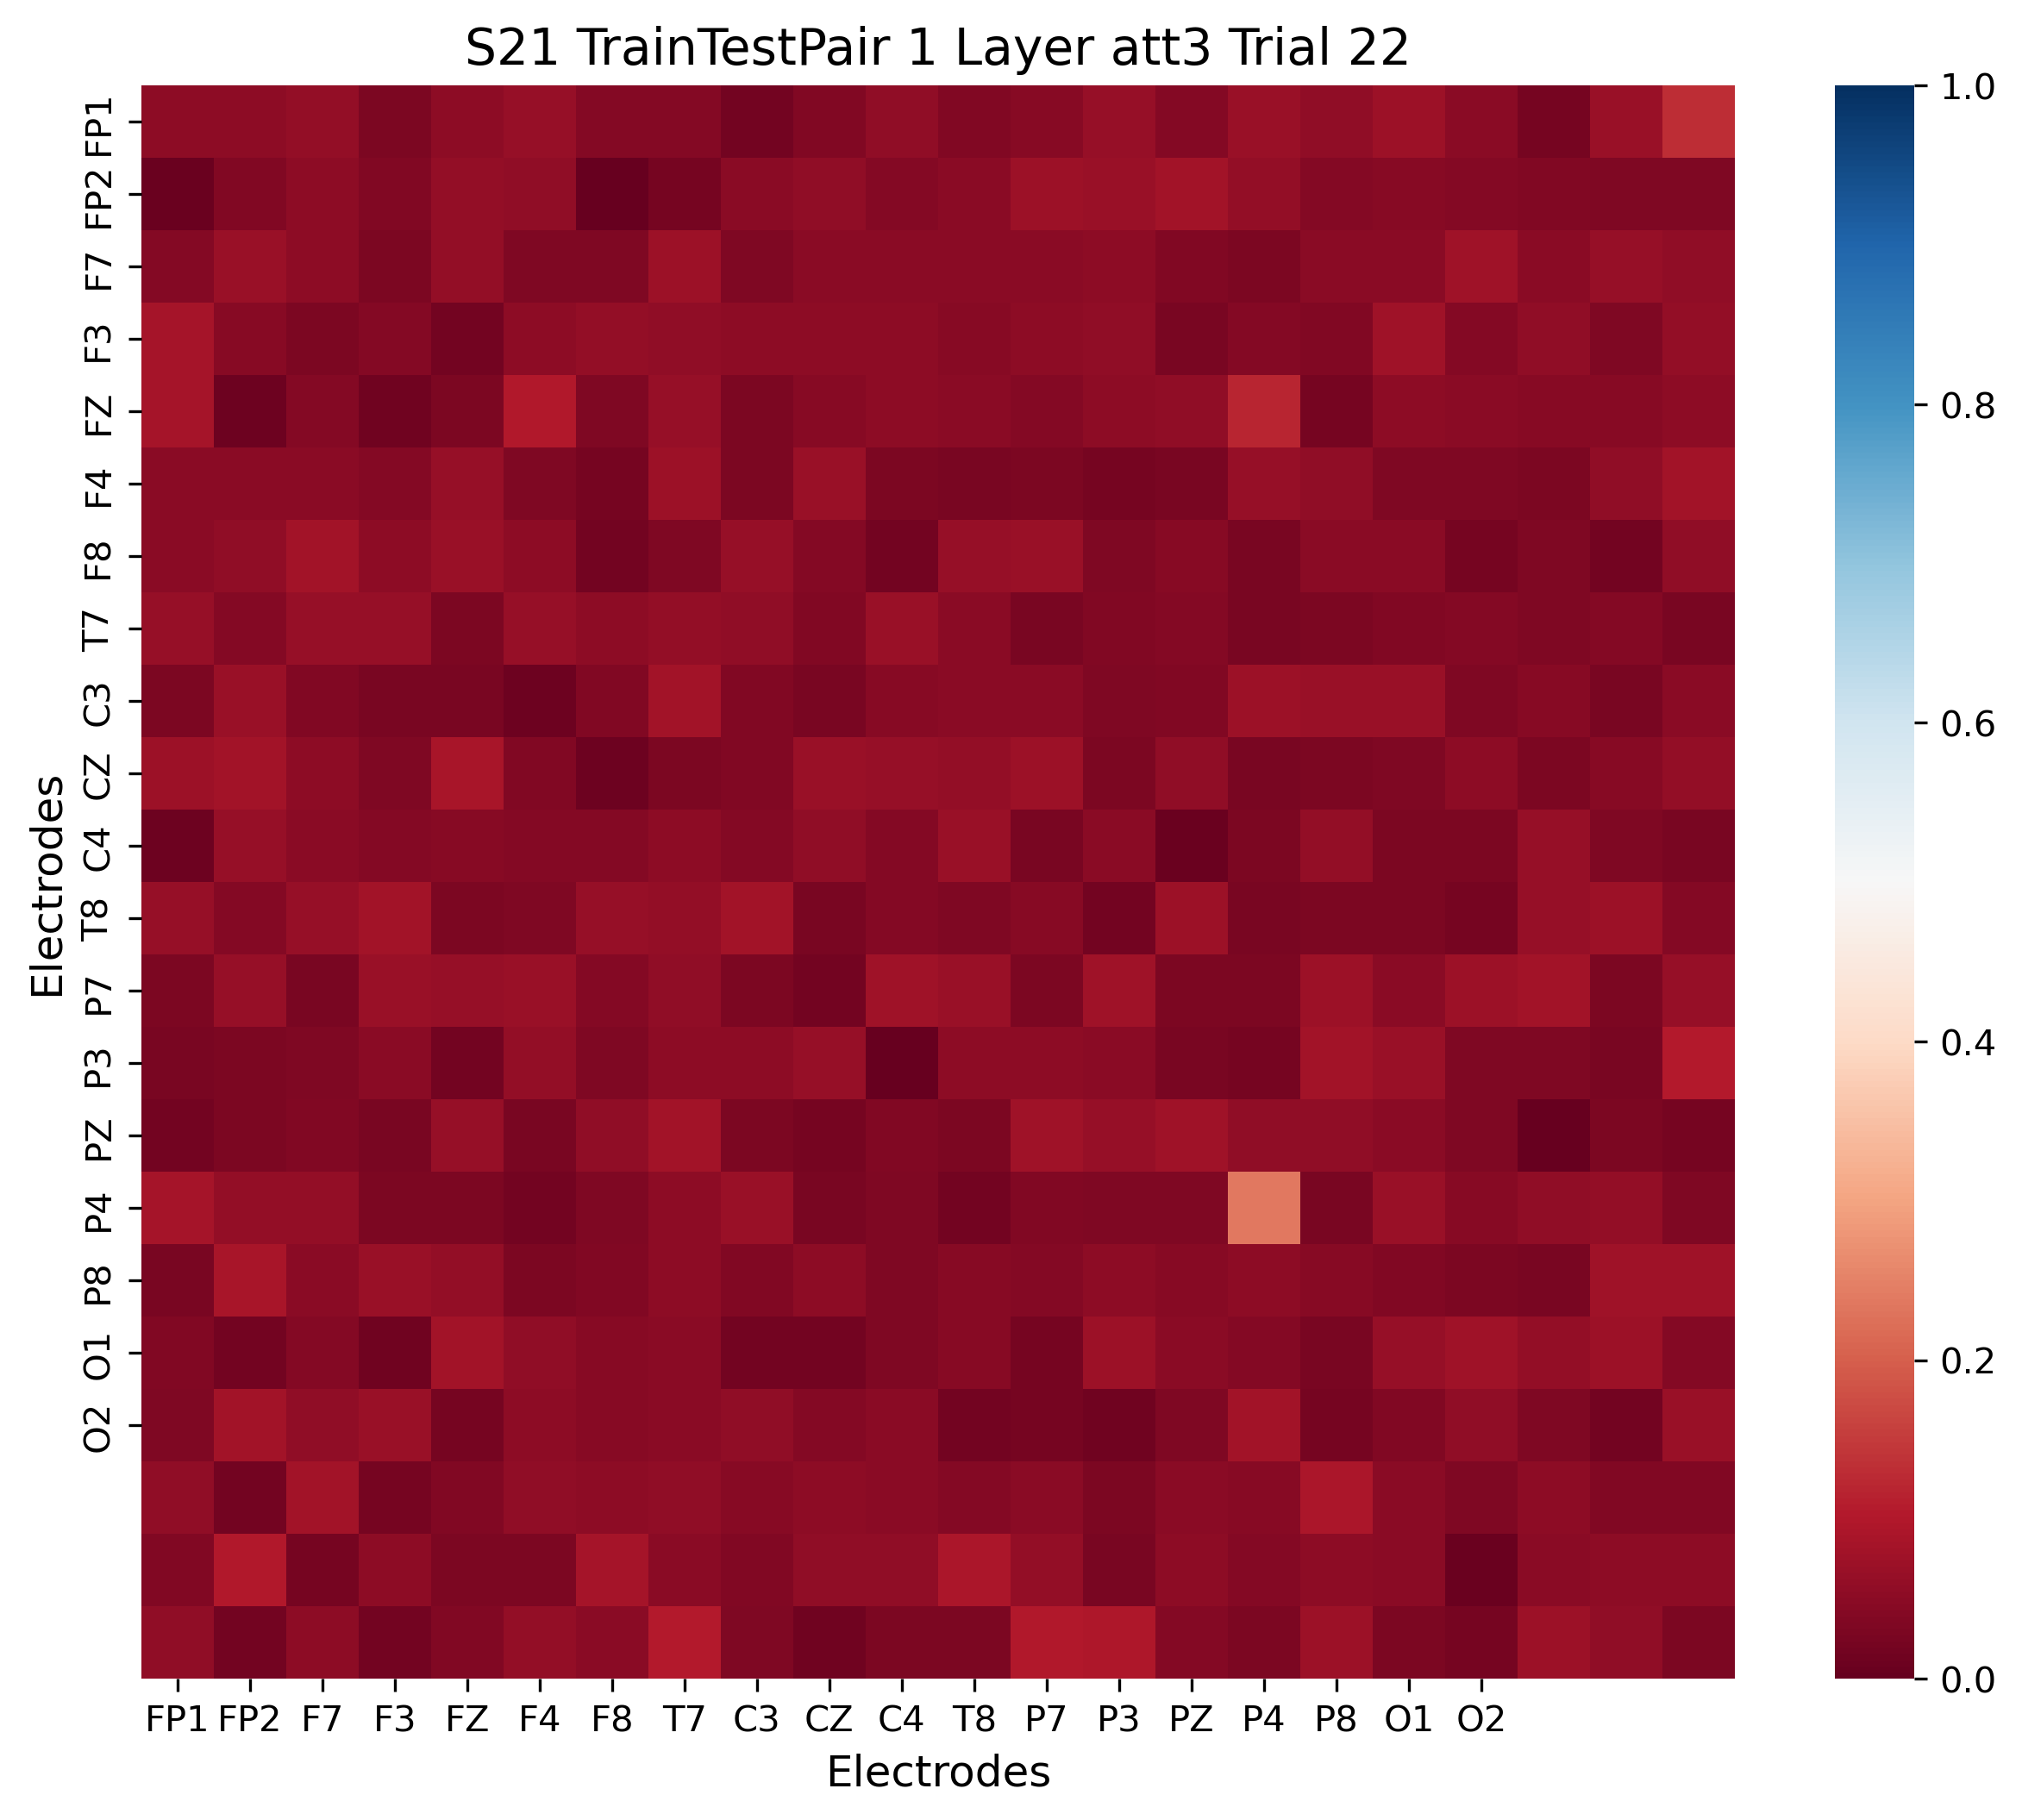 S21 TrainTestPair 1 Layer att3 Trial 22
Electrodes
FP1
FP2
F7
F3
FZ
F4
F8
T7
C3
CZ
C4
T8
P7
P3
PZ
P4
P8
O1
O2
FP1 FP2 F7 F3 FZ F4 F8 T7 C3 CZ C4 T8 P7 P3 PZ P4 P8 O1 O2
Electrodes
1.0
0.8
0.6
0.4
0.2
0.0